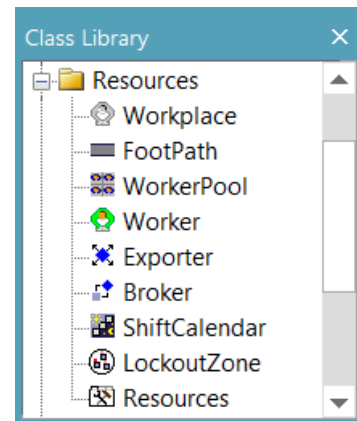 Class Library
Resources
Workplace
FootPath
WorkerPool
Worker
Exporter
Broker
ShiftCalendar
LockoutZone
Resources